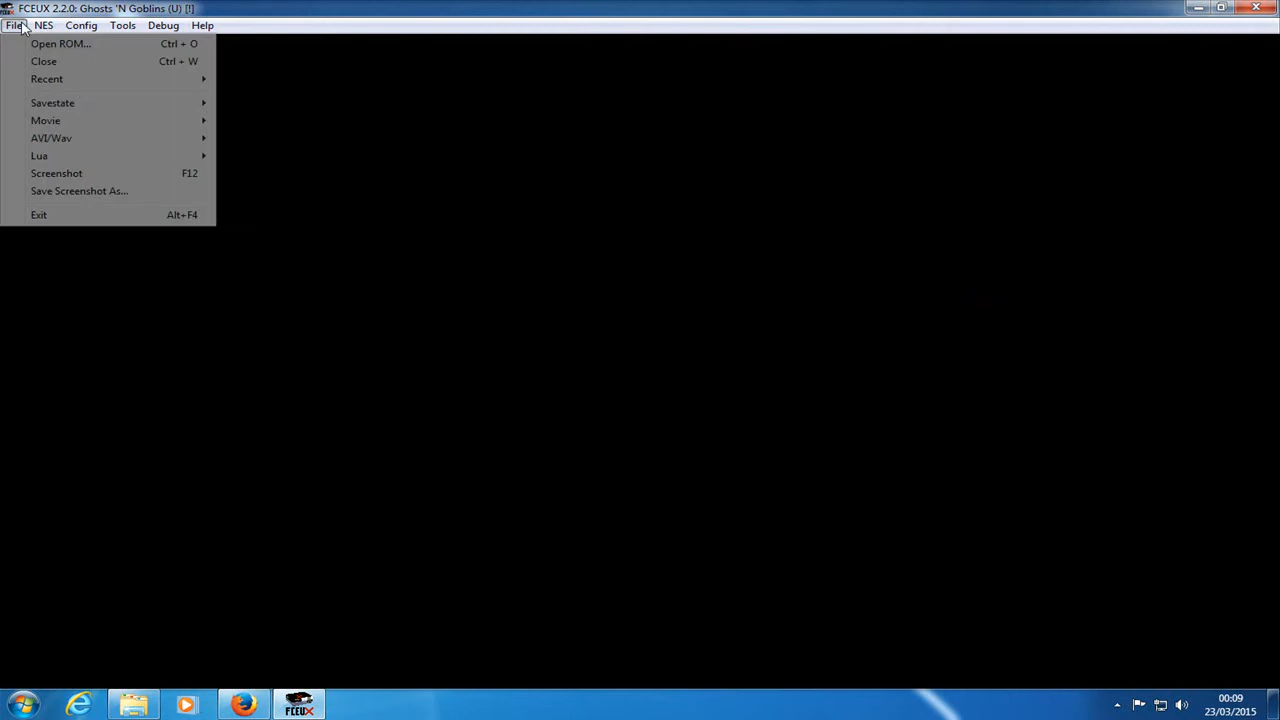 FCEUX 2.2.0: Ghosts 'N Goblins (U) [!]
File NES Config Tools Debug Help
Open ROM... Ctrl + O
Close Ctrl + W
Recent
Savestate
Movie
AVI/Wav
Lua
Screenshot F12
Save Screenshot As...
Exit Alt+F4
FCEUX
00:09
23/03/2015